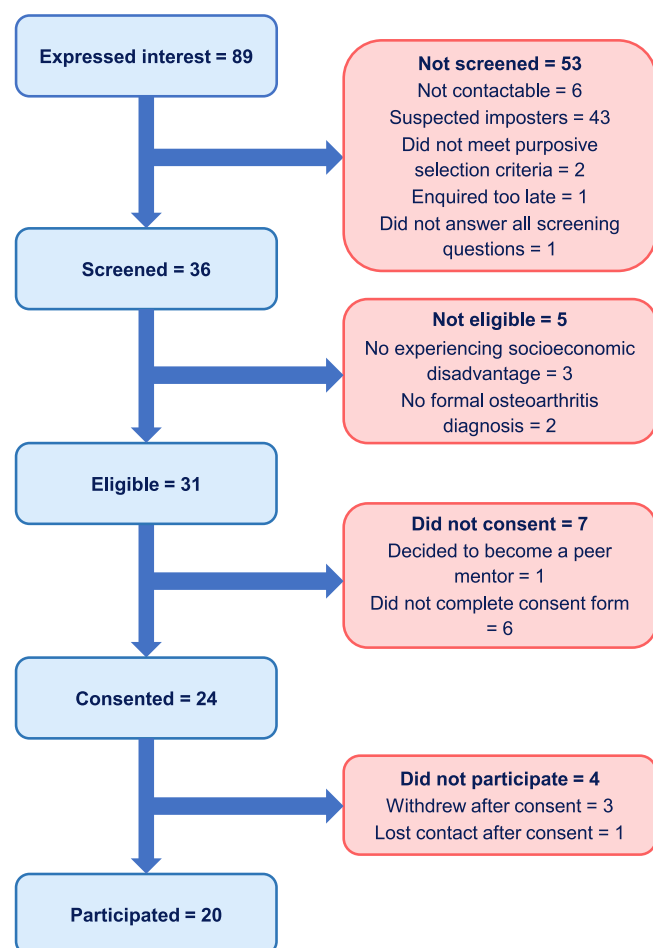 Expressed interest = 89
Not screened = 53
Not contactable = 6
Suspected imposters = 43
Did not meet purposive
selection criteria = 2
Enquired too late = 1
Did not answer all screening
questions = 1
Screened = 36
Not eligible = 5
No experiencing socioeconomic
disadvantage = 3
No formal osteoarthritis
diagnosis = 2
Eligible = 31
Did not consent = 7
Decided to become a peer
mentor = 1
Did not complete consent form
= 6
Consented = 24
Did not participate = 4
Withdrew after consent = 3
Lost contact after consent = 1
Participated = 20